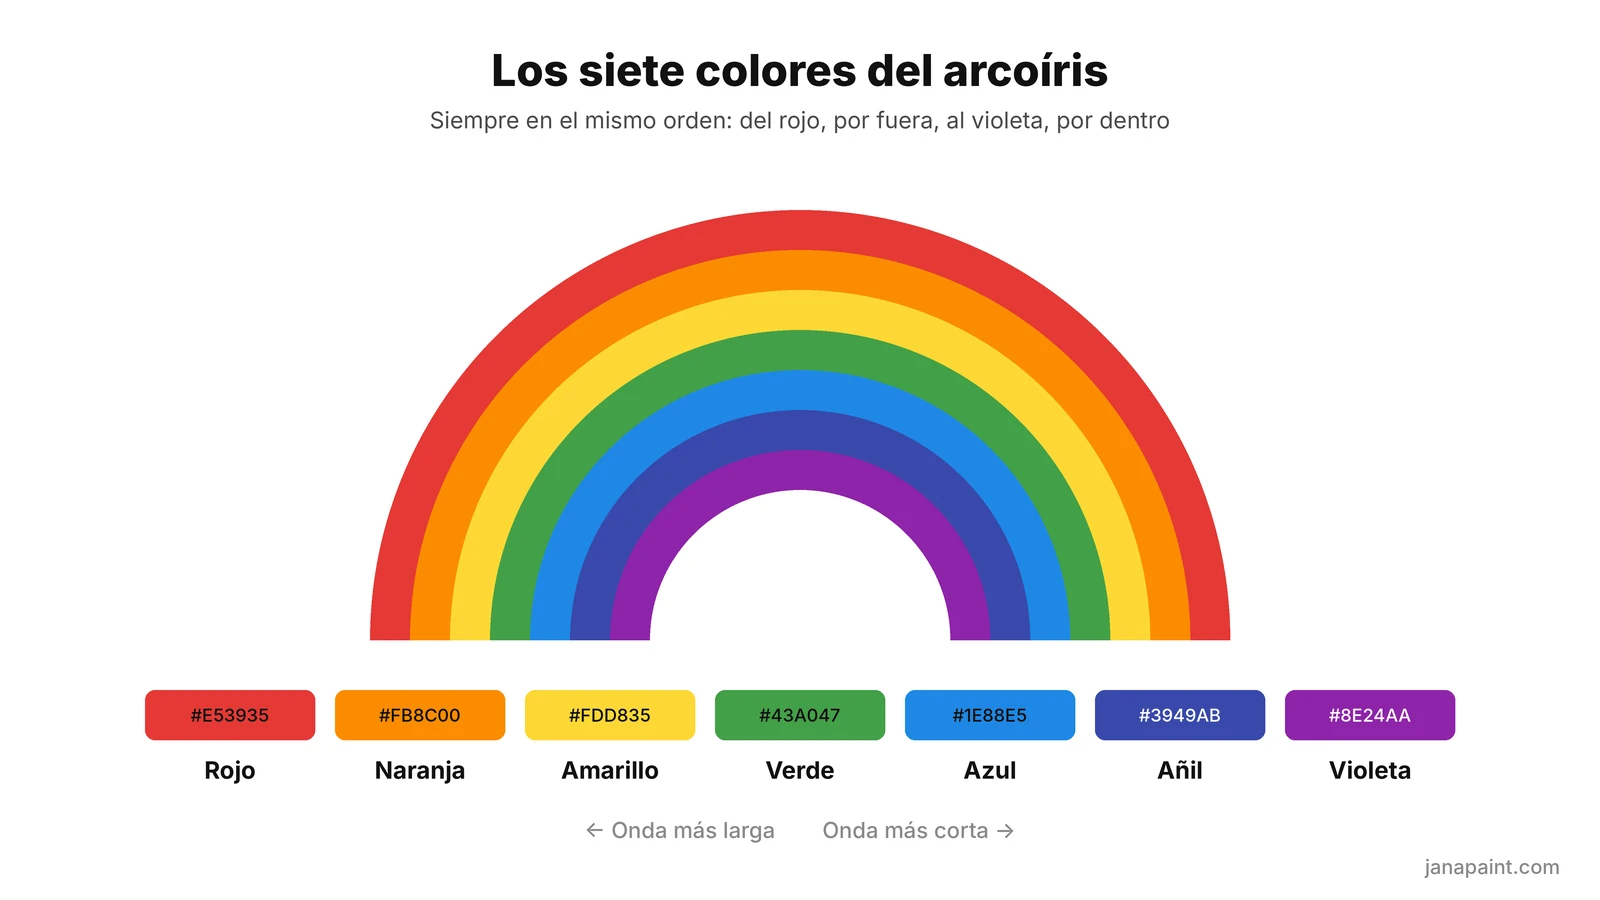 Los siete colores del arcoíris
Siempre en el mismo orden: del rojo, por fuera, al violeta, por dentro
#E53935 #FB8C00 #FDD835 #43A047 #1E88E5 #3949AB #8E24AA
Rojo Naranja Amarillo Verde Azul Añil Violeta
← Onda más larga Onda más corta →
janapaint.com